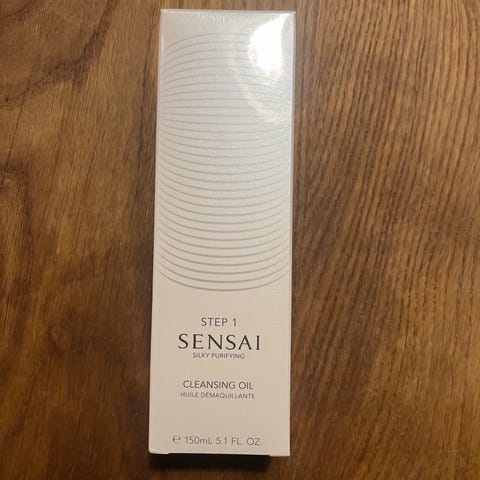 STEP 1
SENSAI
SILKY PURIFYING
CLEANSING OIL
HUILE DÉMAQUILLANTE
℮ 150mL 5.1 FL. OZ.